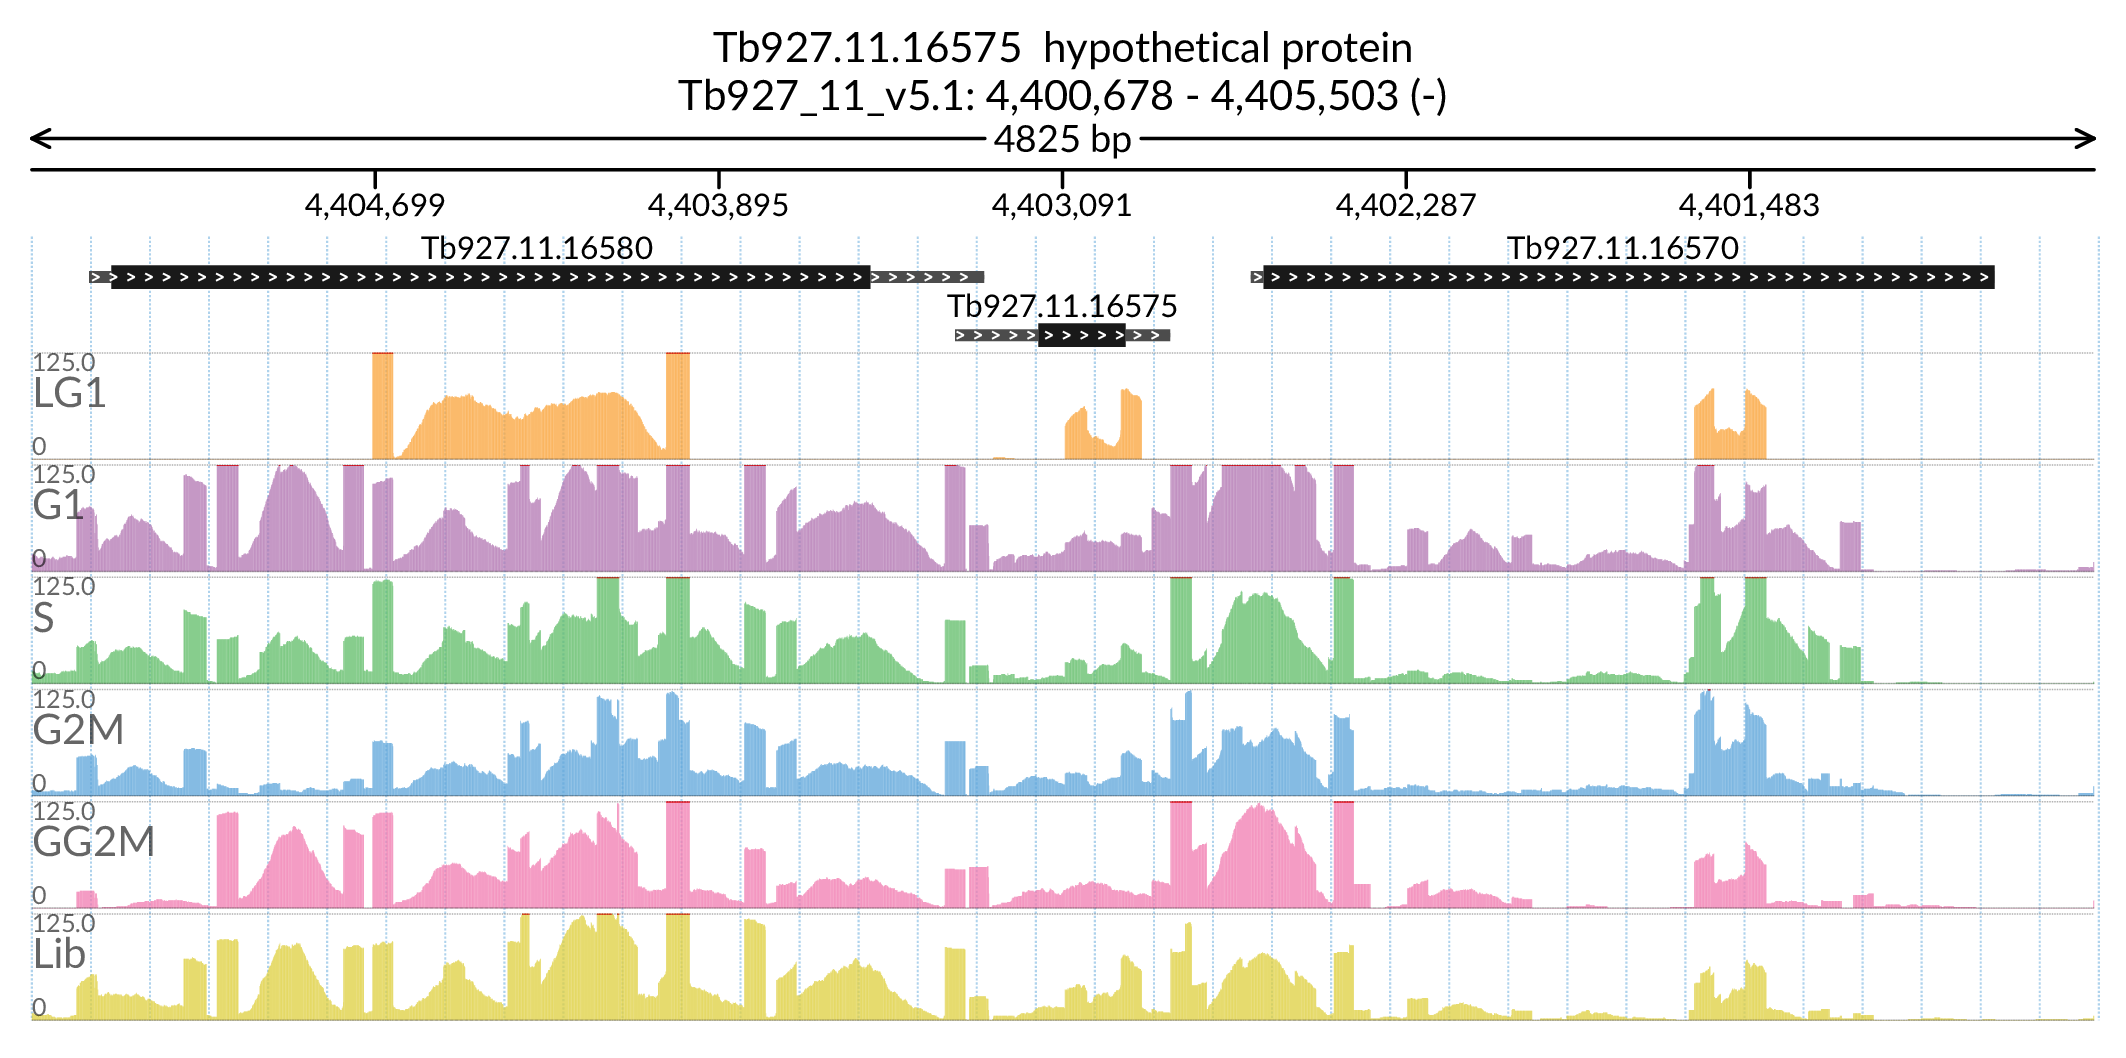 Tb927.11.16575  hypothetical protein
Tb927_11_v5.1: 4,400,678 - 4,405,503 (-)
4825 bp
4,404,699 4,403,895 4,403,091 4,402,287 4,401,483
Tb927.11.16580 Tb927.11.16570
Tb927.11.16575
125.0
LG1
0
125.0
G1
0
125.0
S
0
125.0
G2M
0
125.0
GG2M
0
125.0
Lib
0